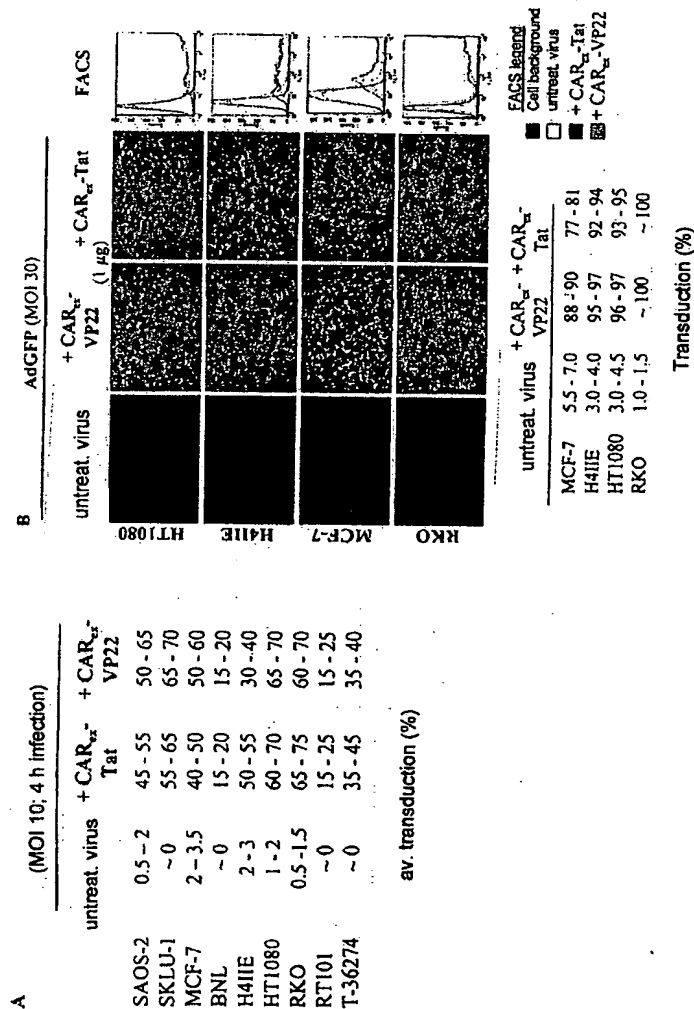 A
(MOI 10; 4 h infection)
untreat. virus + CARex-Tat + CARex-VP22
SAOS-2 0.5 – 2 45 - 55 50 - 65
SKLU-1 ~ 0 55 - 65 65 - 70
MCF-7 2 – 3.5 40 - 50 50 - 60
BNL ~ 0 15 - 20 15 - 20
H4IIE 2 - 3 50 - 55 30 - 40
HT1080 1 - 2 60 - 70 65 - 70
RKO 0.5 -1.5 65 - 75 60 - 70
RT101 ~ 0 15 - 25 15 - 25
T-36274 ~ 0 35 - 45 35 - 40
av. transduction (%)
B
AdGFP (MOI 30)
untreat. virus + CARex-VP22 + CARex-Tat FACS
(1 µg)
HT1080
H4IIE
MCF-7
RKO
FACS legend
Cell background
untreat. virus
+ CARex-Tat
+ CARex-VP22
untreat. virus + CARex-VP22 + CARex-Tat
MCF-7 5.5 - 7.0 88 - 90 77 - 81
H4IIE 3.0 - 4.0 95 - 97 92 - 94
HT1080 3.0 - 4.5 96 - 97 93 - 95
RKO 1.0 - 1.5 ~100 ~100
Transduction (%)